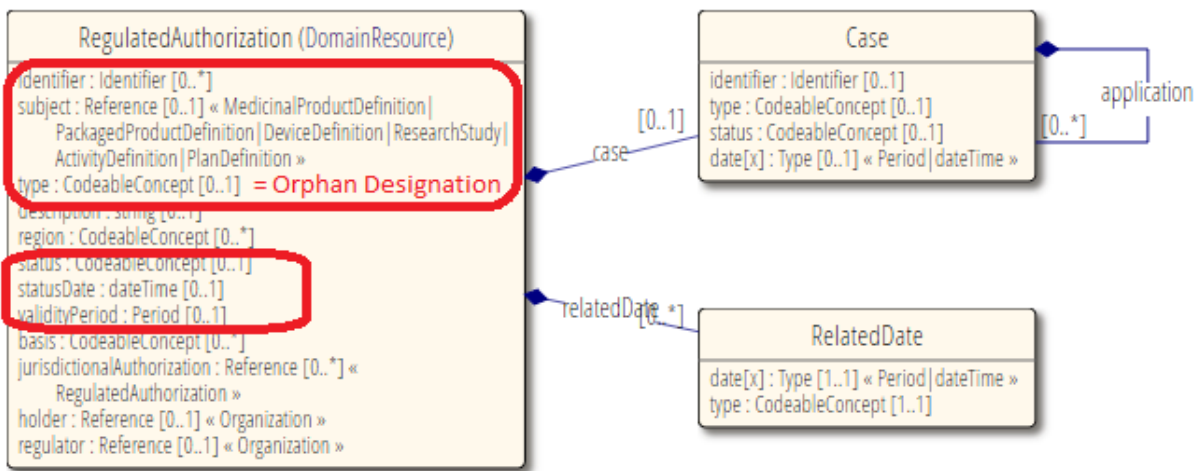 RegulatedAuthorization (DomainResource)
identifier : Identifier [0..*]
subject : Reference [0..1] « MedicinalProductDefinition|
PackagedProductDefinition|DeviceDefinition|ResearchStudy|
ActivityDefinition|PlanDefinition »
type : CodeableConcept [0..1] = Orphan Designation
description : string [0..1]
region : CodeableConcept [0..*]
status : CodeableConcept [0..1]
statusDate : dateTime [0..1]
validityPeriod : Period [0..1]
basis : CodeableConcept [0..*]
jurisdictionalAuthorization : Reference [0..*] «
RegulatedAuthorization »
holder : Reference [0..1] « Organization »
regulator : Reference [0..1] « Organization »
[0..1]
case
Case
identifier : Identifier [0..1]
type : CodeableConcept [0..1]
status : CodeableConcept [0..1]
date[x] : Type [0..1] « Period|dateTime »
application
[0..*]
relatedDate
[0..*]
RelatedDate
date[x] : Type [1..1] « Period|dateTime »
type : CodeableConcept [1..1]